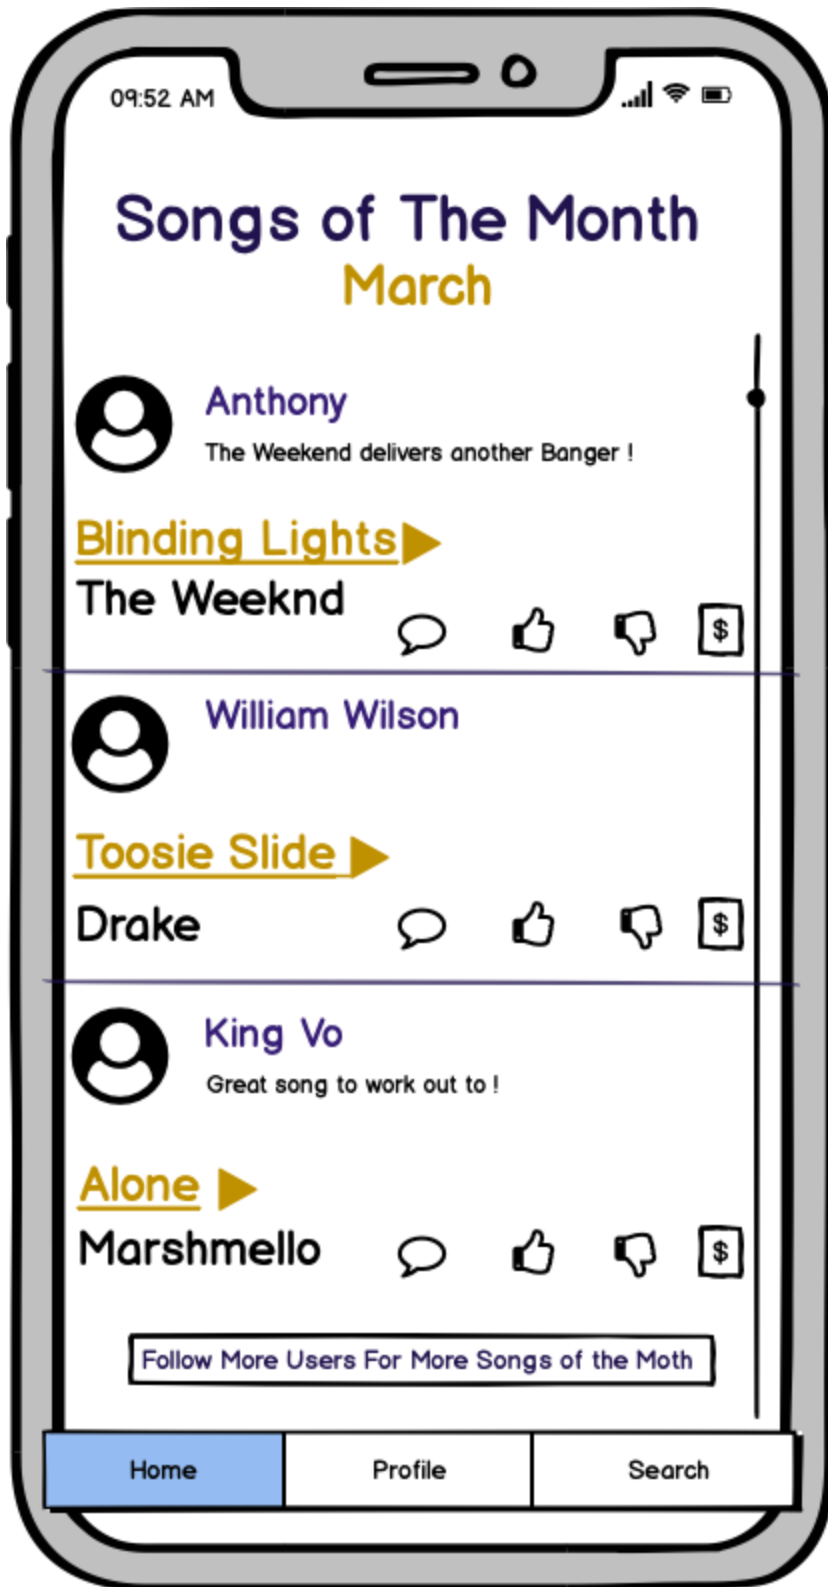 09:52 AM
Songs of The Month
March
Anthony
The Weekend delivers another Banger !
Blinding Lights
The Weeknd
$
William Wilson
Toosie Slide
Drake
$
King Vo
Great song to work out to !
Alone
Marshmello
$
Follow More Users For More Songs of the Moth
Home Profile Search